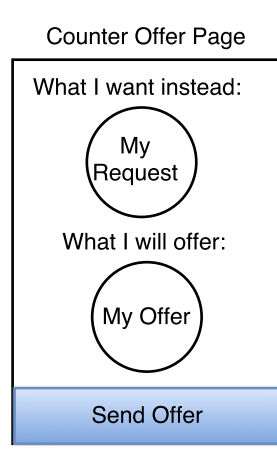 Counter Offer Page
What I want instead:
My
Request
What I will offer:
My Offer
Send Offer